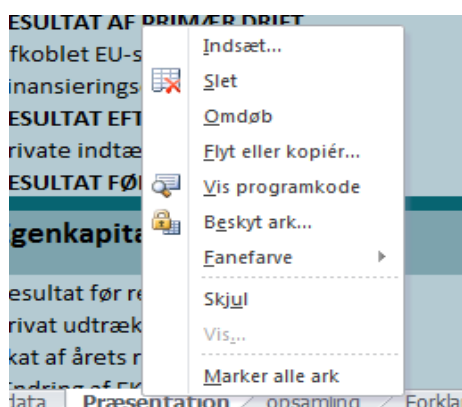 ESULTAT AF PRIMÆR DRIFT
fkoblet EU-s
inansierings
ESULTAT EFT
rivate indtæ
ESULTAT FØ
genkapita
esultat før re
rivat udtræk
kat af årets r
Indsæt...
Slet
Omdøb
Flyt eller kopiér...
Vis programkode
Beskyt ark...
Fanefarve
Skjul
Vis...
Marker alle ark
data Præsentation opsamling Forkla